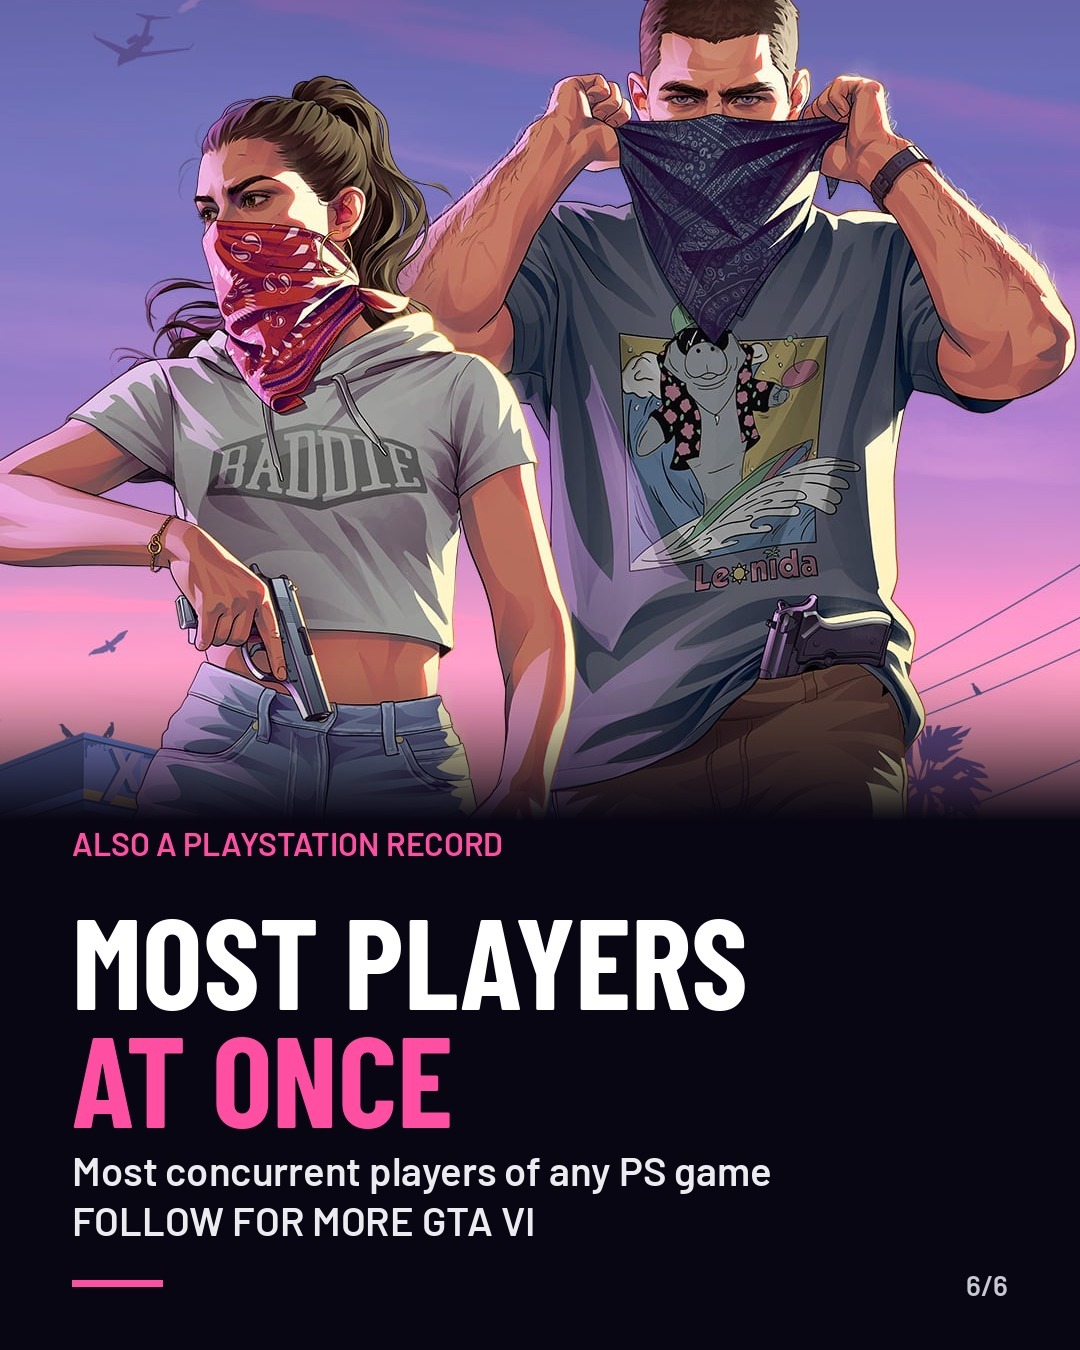 BADDIE
Leonida
ALSO A PLAYSTATION RECORD
MOST PLAYERS
AT ONCE
Most concurrent players of any PS game
FOLLOW FOR MORE GTA VI
6/6